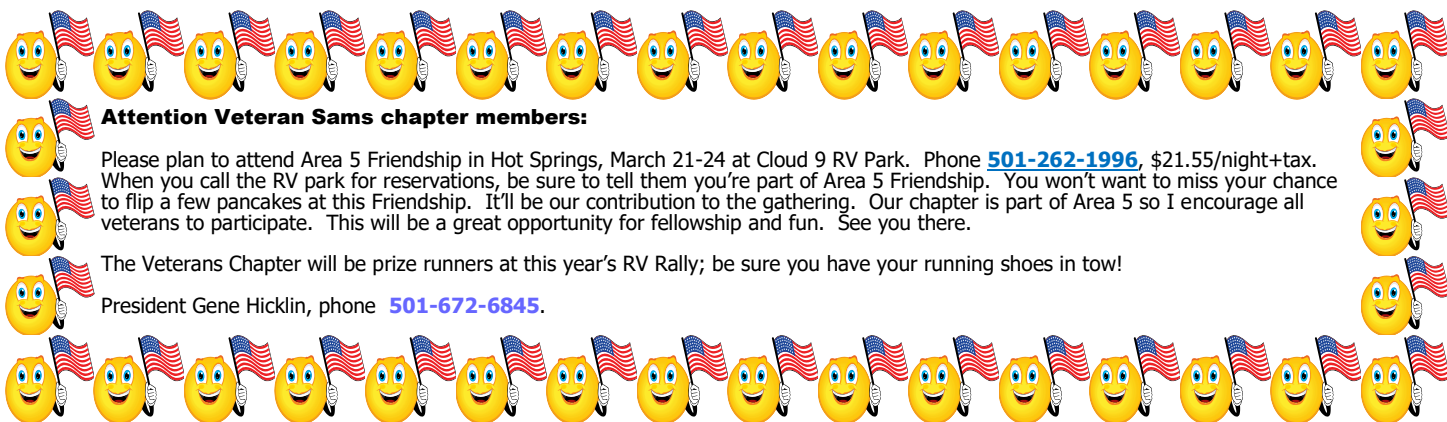 Attention Veteran Sams chapter members:
Please plan to attend Area 5 Friendship in Hot Springs, March 21-24 at Cloud 9 RV Park.  Phone 501-262-1996, $21.55/night+tax.
When you call the RV park for reservations, be sure to tell them you’re part of Area 5 Friendship.  You won’t want to miss your chance
to flip a few pancakes at this Friendship.  It’ll be our contribution to the gathering.  Our chapter is part of Area 5 so I encourage all
veterans to participate.  This will be a great opportunity for fellowship and fun.  See you there.
The Veterans Chapter will be prize runners at this year’s RV Rally; be sure you have your running shoes in tow!
President Gene Hicklin, phone  501-672-6845.